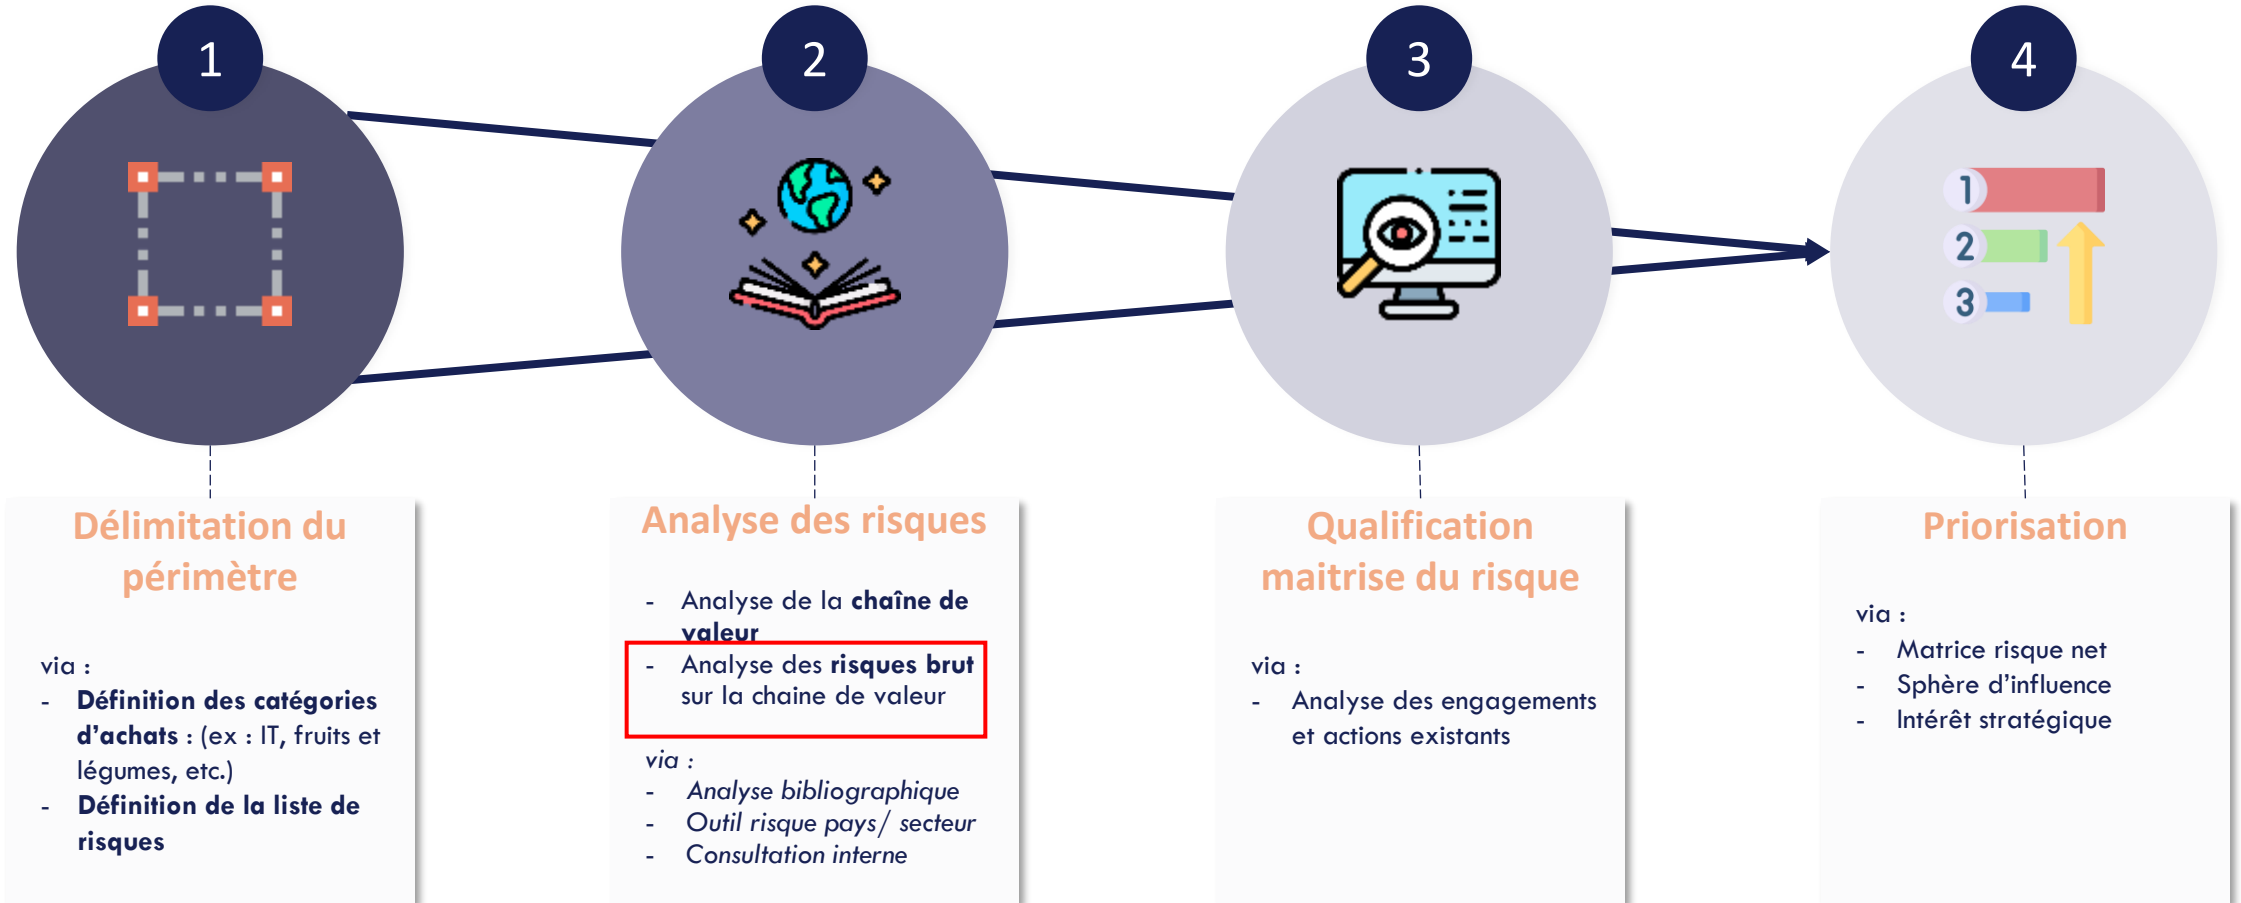 1
2
3
4
1
2
3
Délimitation du
périmètre
via :
- Définition des catégories
d'achats : (ex : IT, fruits et
légumes, etc.)
- Définition de la liste de
risques
Analyse des risques
- Analyse de la chaîne de
valeur
- Analyse des risques brut
sur la chaine de valeur
via :
- Analyse bibliographique
- Outil risque pays/ secteur
- Consultation interne
Qualification
maitrise du risque
via :
- Analyse des engagements
et actions existants
Priorisation
via :
- Matrice risque net
- Sphère d'influence
- Intérêt stratégique